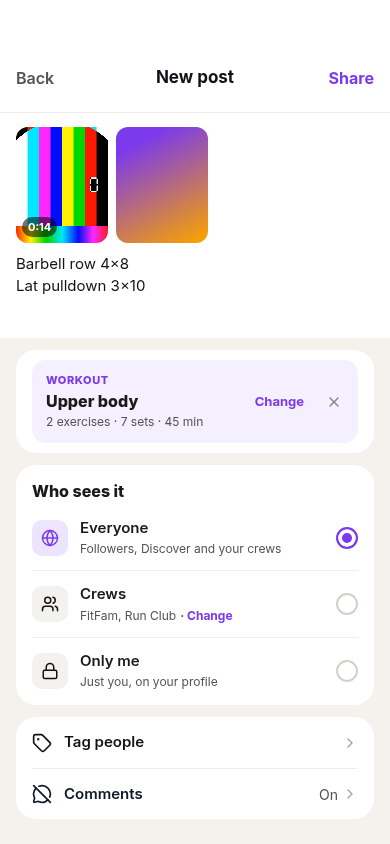 Back
New post
Share
0:14
Barbell row 4×8
Lat pulldown 3×10
WORKOUT
Upper body
Change
2 exercises · 7 sets · 45 min
Who sees it
Everyone
Followers, Discover and your crews
Crews
FitFam, Run Club · Change
Only me
Just you, on your profile
Tag people
Comments
On